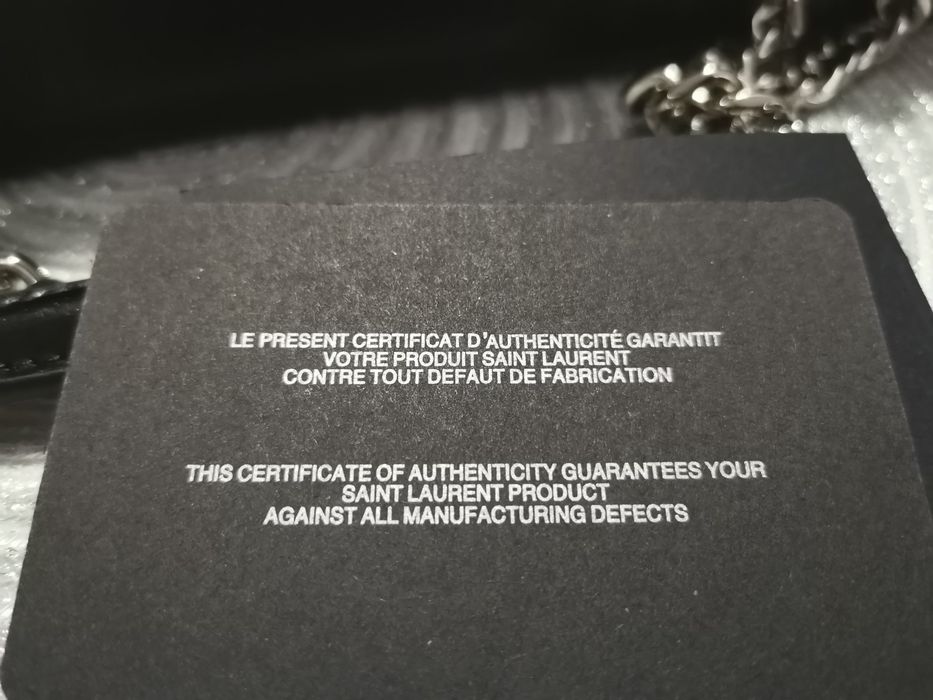 LE PRESENT CERTIFICAT D'AUTHENTICITÉ GARANTIT
VOTRE PRODUIT SAINT LAURENT
CONTRE TOUT DEFAUT DE FABRICATION
THIS CERTIFICATE OF AUTHENTICITY GUARANTEES YOUR
SAINT LAURENT PRODUCT
AGAINST ALL MANUFACTURING DEFECTS